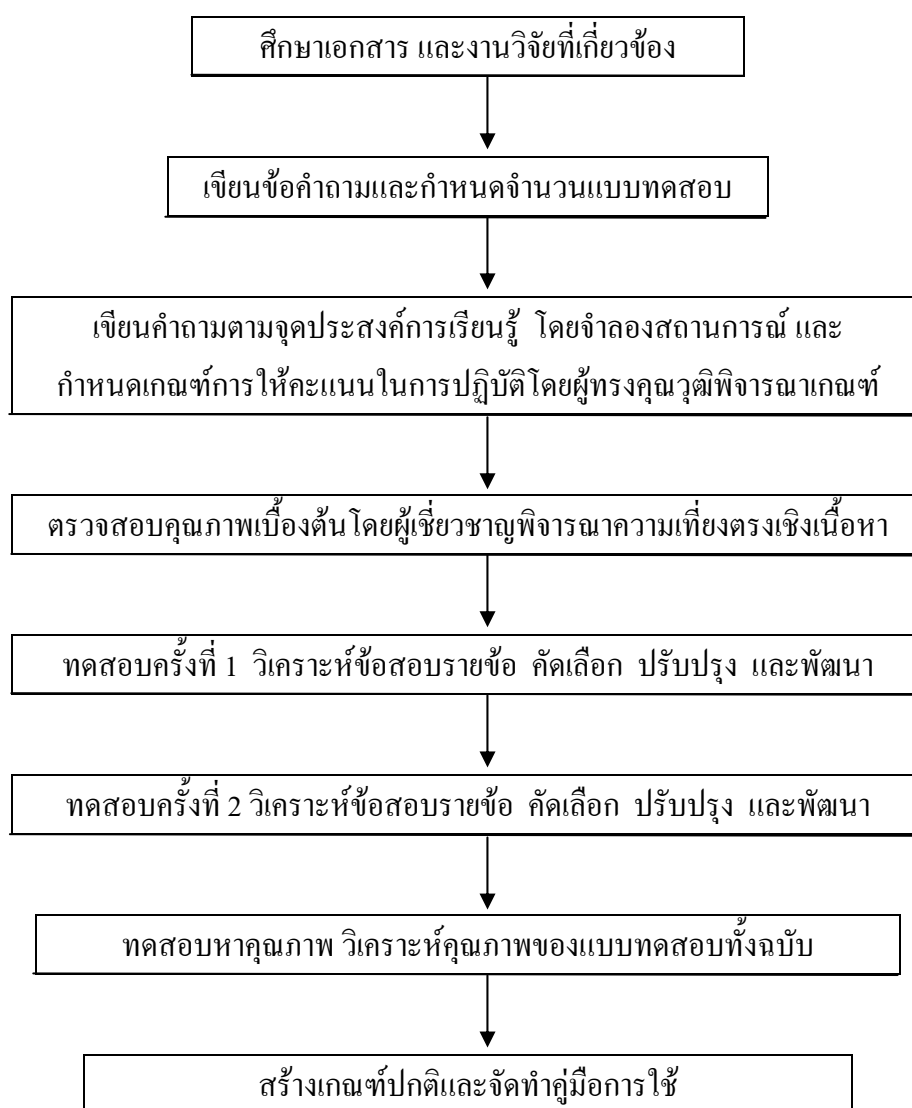 ศึกษาเอกสาร และงานวิจัยที่เกี่ยวข้อง
เขียนข้อคำถามและกำหนดจำนวนแบบทดสอบ
เขียนคำถามตามจุดประสงค์การเรียนรู้ โดยจำลองสถานการณ์ และ
กำหนดเกณฑ์การให้คะแนนในการปฏิบัติโดยผู้ทรงคุณวุฒิพิจารณาเกณฑ์
ตรวจสอบคุณภาพเบื้องต้นโดยผู้เชี่ยวชาญพิจารณาความเที่ยงตรงเชิงเนื้อหา
ทดสอบครั้งที่ 1 วิเคราะห์ข้อสอบรายข้อ คัดเลือก ปรับปรุง และพัฒนา
ทดสอบครั้งที่ 2 วิเคราะห์ข้อสอบรายข้อ คัดเลือก ปรับปรุง และพัฒนา
ทดสอบหาคุณภาพ วิเคราะห์คุณภาพของแบบทดสอบทั้งฉบับ
สร้างเกณฑ์ปกติและจัดทำคู่มือการใช้